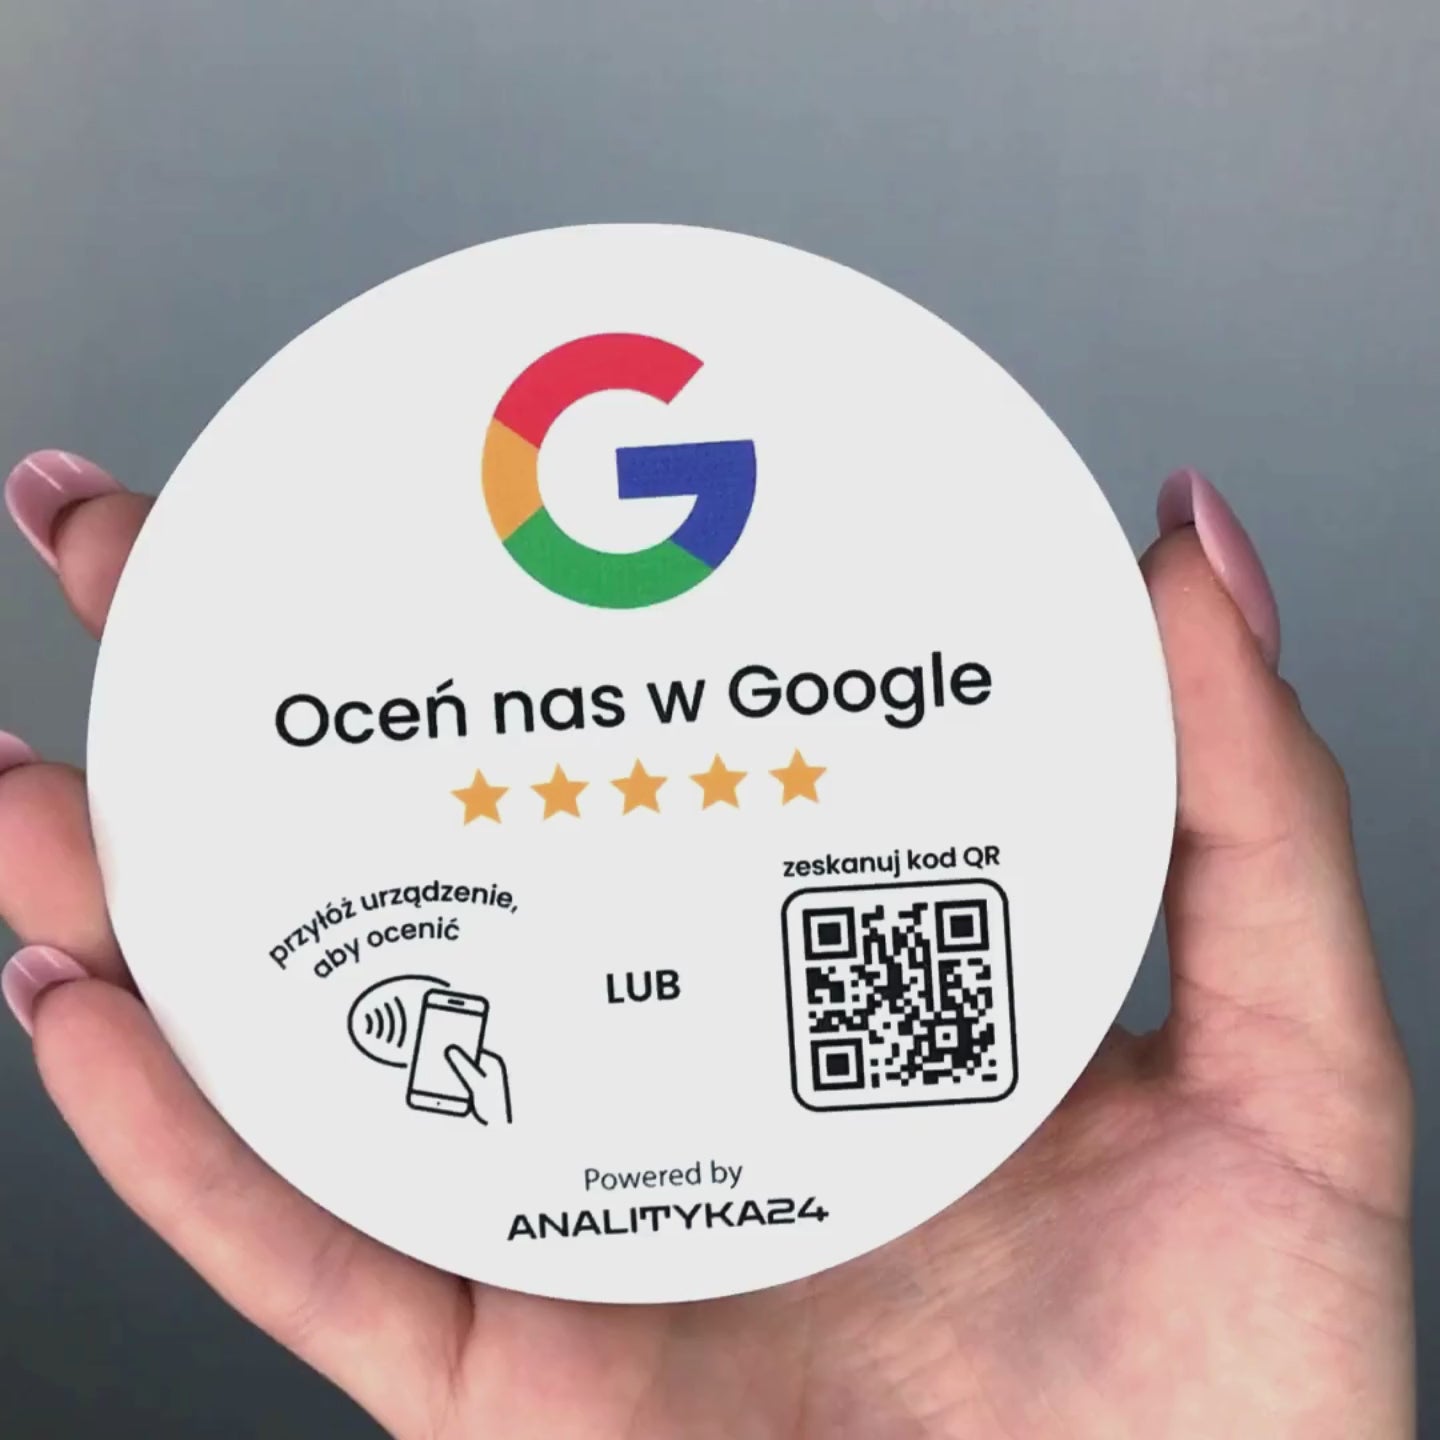 Oceń nas w Google
zeskanuj kod QR
przyłóż urządzenie,
aby ocenić
LUB
Powered by
ANALITYKA24